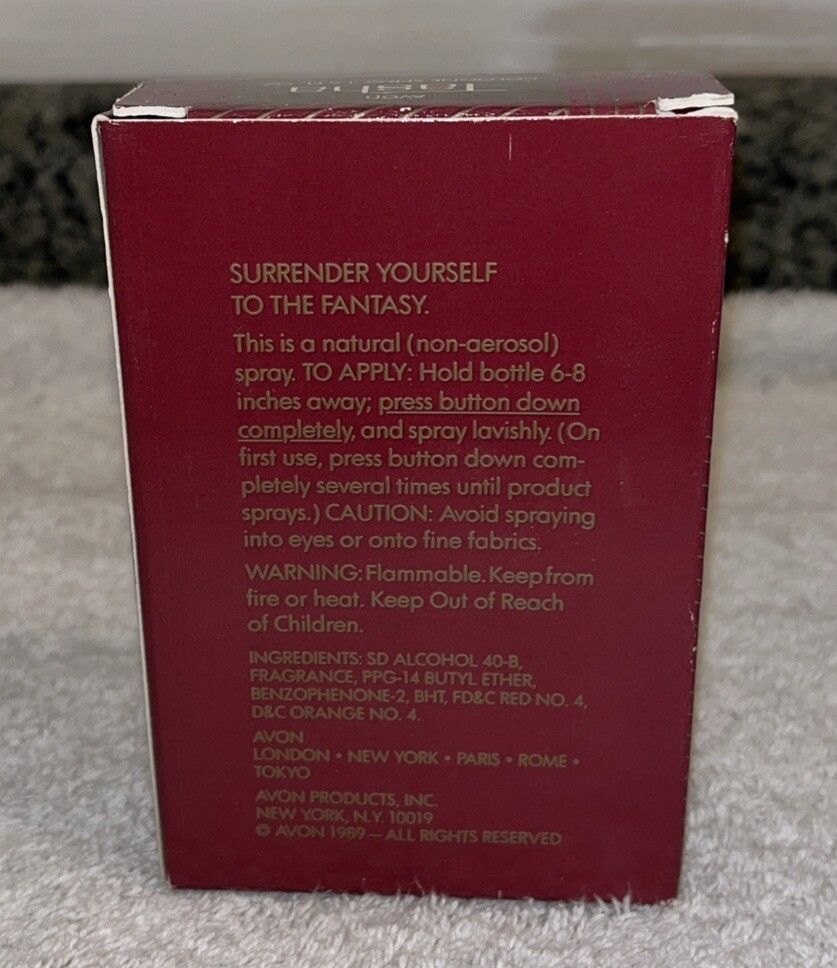 AVON
Tasha
SURRENDER YOURSELF
TO THE FANTASY.
This is a natural (non-aerosol)
spray. TO APPLY: Hold bottle 6-8
inches away; press button down
completely, and spray lavishly. (On
first use, press button down com-
pletely several times until product
sprays.) CAUTION: Avoid spraying
into eyes or onto fine fabrics.
WARNING: Flammable. Keep from
fire or heat. Keep Out of Reach
of Children.
INGREDIENTS: SD ALCOHOL 40-B,
FRAGRANCE, PPG-14 BUTYL ETHER,
BENZOPHENONE-2, BHT, FD&C RED NO. 4,
D&C ORANGE NO. 4.
AVON
LONDON • NEW YORK • PARIS • ROME •
TOKYO
AVON PRODUCTS, INC.
NEW YORK, N.Y. 10019
© AVON 1989 — ALL RIGHTS RESERVED